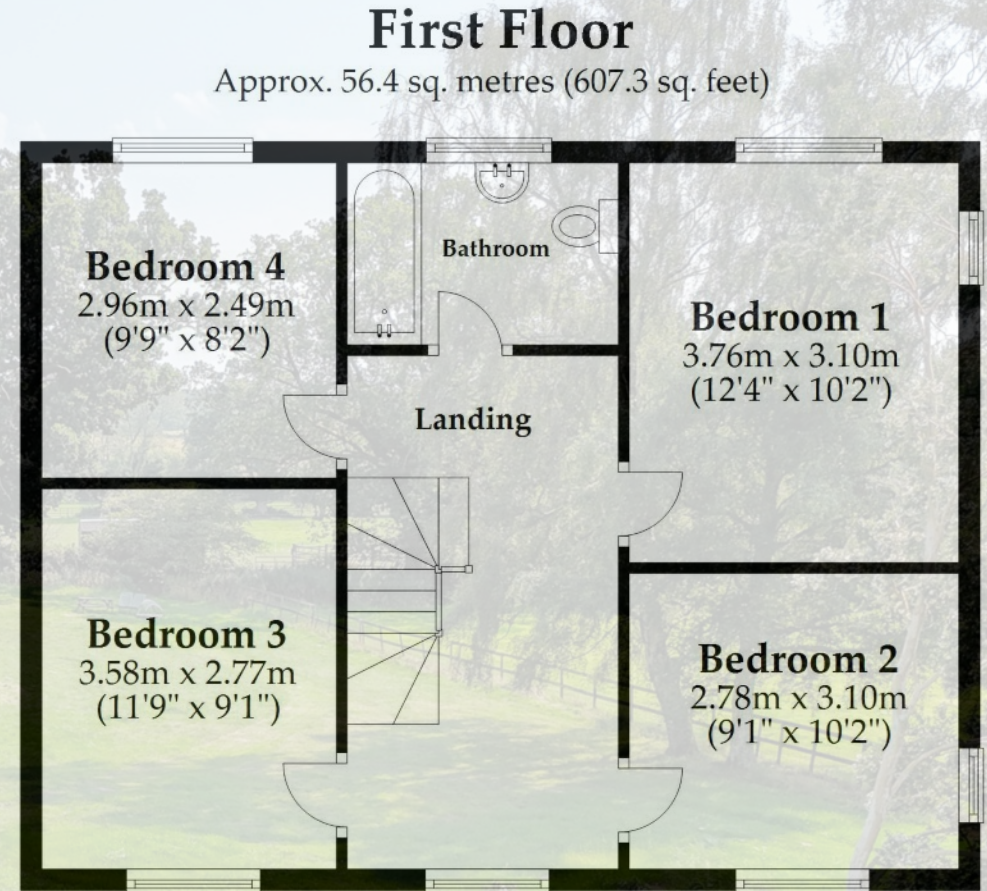 First Floor
Approx. 56.4 sq. metres (607.3 sq. feet)
Bedroom 4
2.96m x 2.49m
(9'9" x 8'2")
Bathroom
Bedroom 1
3.76m x 3.10m
(12'4" x 10'2")
Landing
Bedroom 3
3.58m x 2.77m
(11'9" x 9'1")
Bedroom 2
2.78m x 3.10m
(9'1" x 10'2")